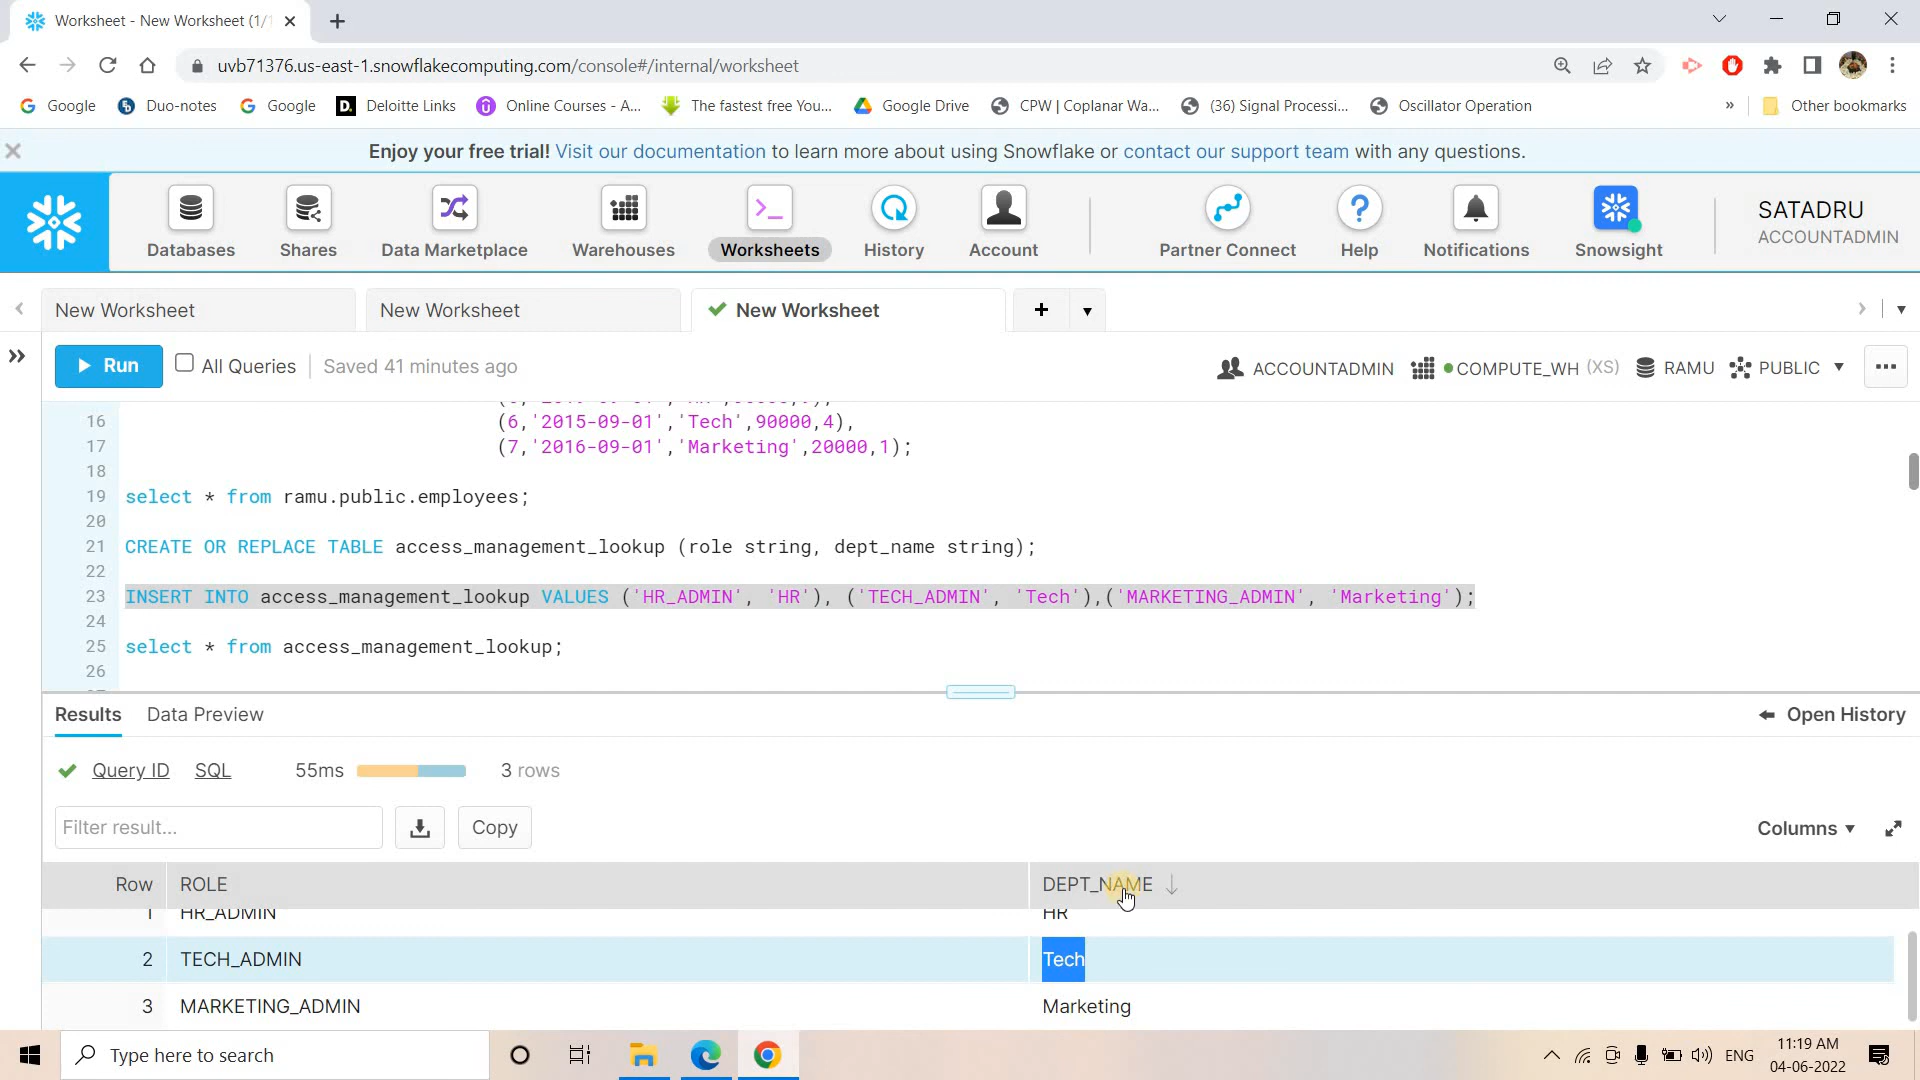 Worksheet - New Worksheet (1/1
uvb71376.us-east-1.snowflakecomputing.com/console#/internal/worksheet
Google Duo-notes Google Deloitte Links Online Courses - A... The fastest free You... Google Drive CPW | Coplanar Wa... (36) Signal Processi... Oscillator Operation » Other bookmarks
Enjoy your free trial! Visit our documentation to learn more about using Snowflake or contact our support team with any questions.
Databases Shares Data Marketplace Warehouses Worksheets History Account Partner Connect Help Notifications Snowsight
SATADRU
ACCOUNTADMIN
New Worksheet New Worksheet New Worksheet
Run All Queries Saved 41 minutes ago ACCOUNTADMIN COMPUTE_WH (XS) RAMU PUBLIC
16 (6,'2015-09-01','Tech',90000,4),
17 (7,'2016-09-01','Marketing',20000,1);
18
19 select * from ramu.public.employees;
20
21 CREATE OR REPLACE TABLE access_management_lookup (role string, dept_name string);
22
23 INSERT INTO access_management_lookup VALUES ('HR_ADMIN', 'HR'), ('TECH_ADMIN', 'Tech'),('MARKETING_ADMIN', 'Marketing');
24
25 select * from access_management_lookup;
26
Results Data Preview Open History
Query ID SQL 55ms 3 rows
Filter result... Copy Columns
Row ROLE DEPT_NAME
1 HR_ADMIN HR
2 TECH_ADMIN Tech
3 MARKETING_ADMIN Marketing
Type here to search ENG 11:19 AM
04-06-2022